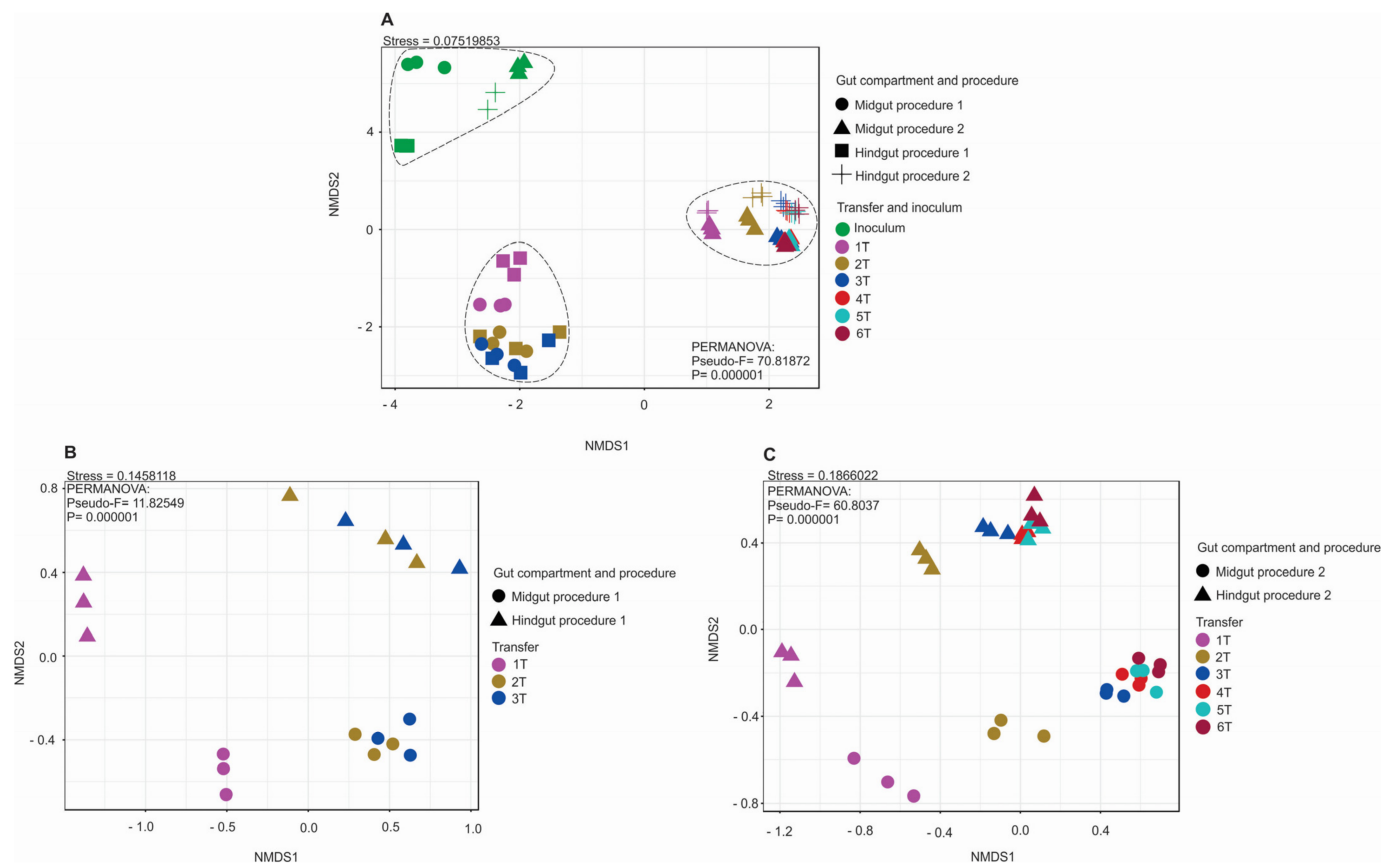 A
Stress = 0.07519853
4
0
- 2
- 4
- 2
0
2
NMDS2
NMDS1
PERMANOVA:
Pseudo-F= 70.81872
P= 0.000001
Gut compartment and procedure
Midgut procedure 1
Midgut procedure 2
Hindgut procedure 1
Hindgut procedure 2
Transfer and inoculum
Inoculum
1T
2T
3T
4T
5T
6T
B
Stress = 0.1458118
PERMANOVA:
Pseudo-F= 11.82549
P= 0.000001
0.8
0.4
0.0
- 0.4
- 1.0
-0.5
0.0
0.5
1.0
NMDS2
NMDS1
Gut compartment and procedure
Midgut procedure 1
Hindgut procedure 1
Transfer
1T
2T
3T
C
Stress = 0.1866022
PERMANOVA:
Pseudo-F= 60.8037
P= 0.000001
0.4
0.0
- 0.4
- 0.8
- 1.2
- 0.8
- 0.4
0.0
0.4
NMDS2
NMDS1
Gut compartment and procedure
Midgut procedure 2
Hindgut procedure 2
Transfer
1T
2T
3T
4T
5T
6T